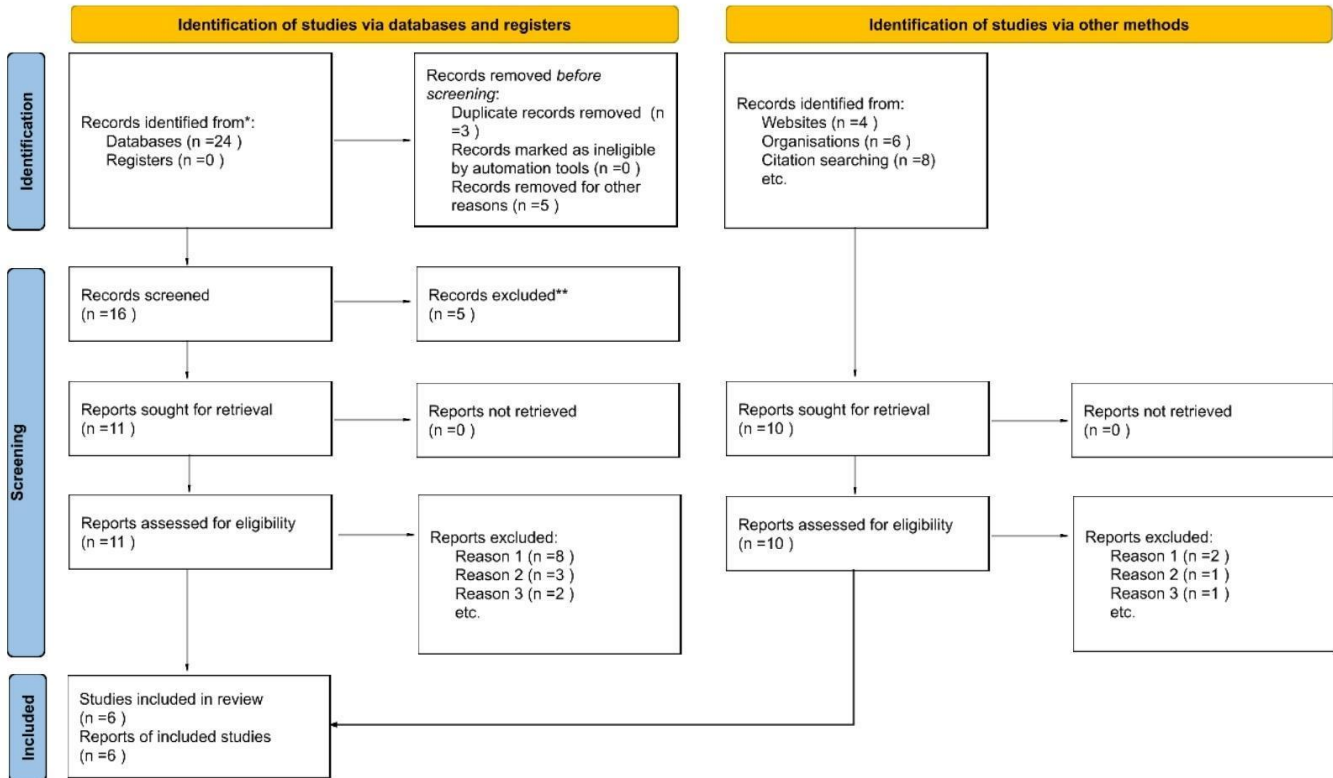 Identification of studies via databases and registers
Identification of studies via other methods
Identification
Records identified from*:
Databases (n =24 )
Registers (n =0 )
Records removed before
screening:
Duplicate records removed (n
=3 )
Records marked as ineligible
by automation tools (n =0 )
Records removed for other
reasons (n =5 )
Records identified from:
Websites (n =4 )
Organisations (n =6 )
Citation searching (n =8)
etc.
Screening
Records screened
(n =16 )
Records excluded**
(n =5 )
Reports sought for retrieval
(n =11 )
Reports not retrieved
(n =0 )
Reports sought for retrieval
(n =10 )
Reports not retrieved
(n =0 )
Reports assessed for eligibility
(n =11 )
Reports excluded:
Reason 1 (n =8 )
Reason 2 (n =3 )
Reason 3 (n =2 )
etc.
Reports assessed for eligibility
(n =10 )
Reports excluded:
Reason 1 (n =2 )
Reason 2 (n =1 )
Reason 3 (n =1 )
etc.
Included
Studies included in review
(n =6 )
Reports of included studies
(n =6 )